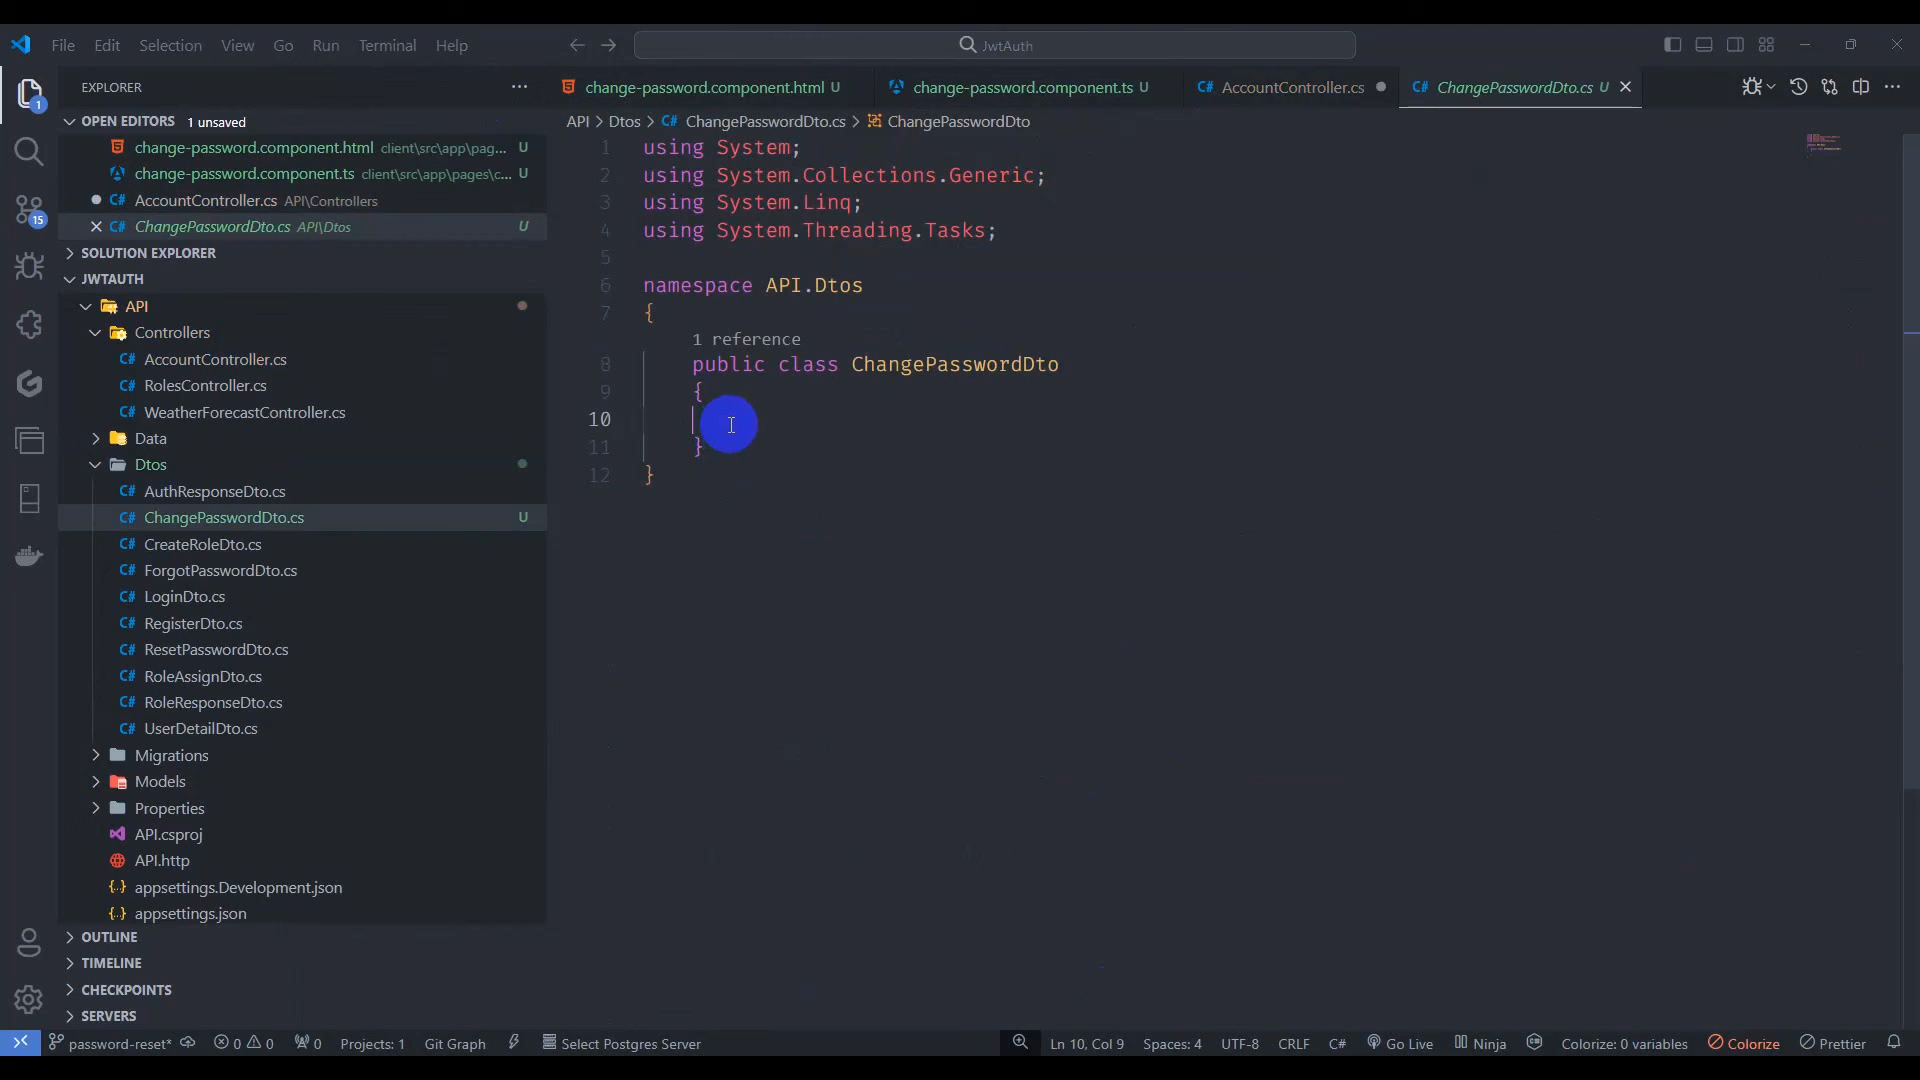 File Edit Selection View Go Run Terminal Help
JwtAuth
EXPLORER
change-password.component.html U
change-password.component.ts U
AccountController.cs
ChangePasswordDto.cs U
OPEN EDITORS 1 unsaved
change-password.component.html client\src\app\pag... U
change-password.component.ts client\src\app\pages\c... U
AccountController.cs API\Controllers
ChangePasswordDto.cs API\Dtos U
SOLUTION EXPLORER
JWTAUTH
API
Controllers
AccountController.cs
RolesController.cs
WeatherForecastController.cs
Data
Dtos
AuthResponseDto.cs
ChangePasswordDto.cs U
CreateRoleDto.cs
ForgotPasswordDto.cs
LoginDto.cs
RegisterDto.cs
ResetPasswordDto.cs
RoleAssignDto.cs
RoleResponseDto.cs
UserDetailDto.cs
Migrations
Models
Properties
API.csproj
API.http
appsettings.Development.json
appsettings.json
OUTLINE
TIMELINE
CHECKPOINTS
SERVERS
1
15
API > Dtos > ChangePasswordDto.cs > ChangePasswordDto
1 using System;
2 using System.Collections.Generic;
3 using System.Linq;
4 using System.Threading.Tasks;
5
6 namespace API.Dtos
7 {
1 reference
8 public class ChangePasswordDto
9 {
10
11 }
12 }
password-reset* 0 0 0 Projects: 1 Git Graph Select Postgres Server Ln 10, Col 9 Spaces: 4 UTF-8 CRLF C# Go Live Ninja Colorize: 0 variables Colorize Prettier